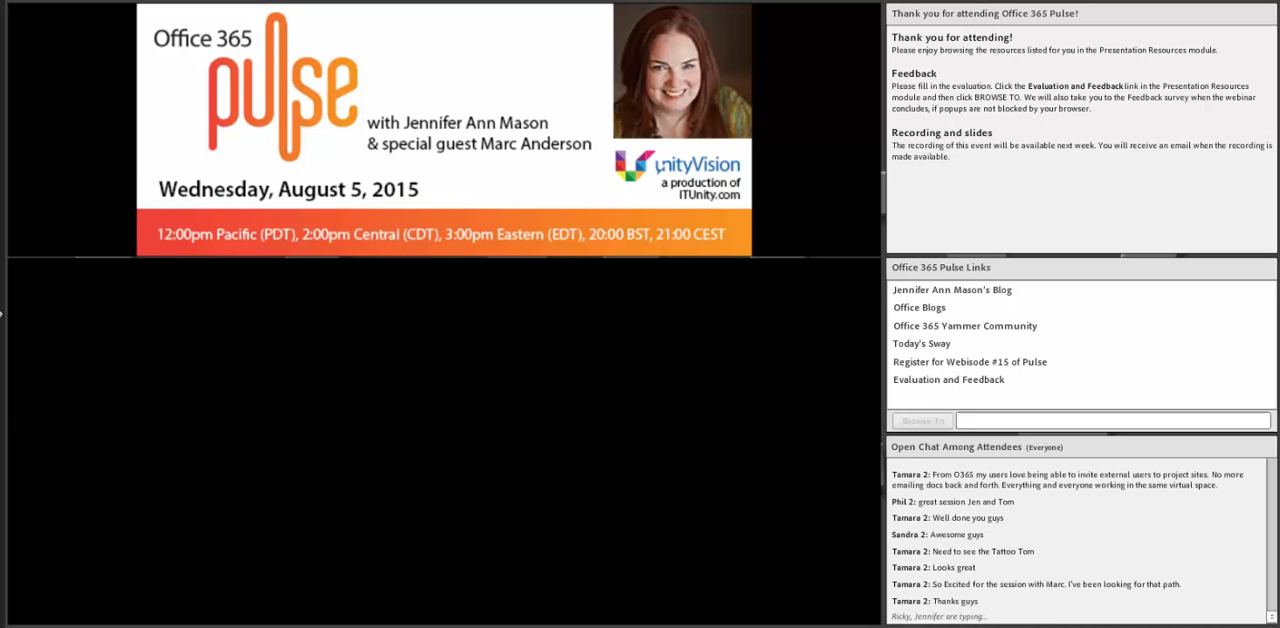 Office 365
pulse
with Jennifer Ann Mason
& special guest Marc Anderson
UnityVision
a production of
ITUnity.com
Wednesday, August 5, 2015
12:00pm Pacific (PDT), 2:00pm Central (CDT), 3:00pm Eastern (EDT), 20:00 BST, 21:00 CEST
Thank you for attending Office 365 Pulse!
Thank you for attending!
Please enjoy browsing the resources listed for you in the Presentation Resources module.
Feedback
Please fill in the evaluation. Click the Evaluation and Feedback link in the Presentation Resources
module and then click BROWSE TO. We will also take you to the Feedback survey when the webinar
concludes, if popups are not blocked by your browser.
Recording and slides
The recording of this event will be available next week. You will receive an email when the recording is
made available.
Office 365 Pulse Links
Jennifer Ann Mason's Blog
Office Blogs
Office 365 Yammer Community
Today's Sway
Register for Webisode #15 of Pulse
Evaluation and Feedback
Browse To
Open Chat Among Attendees (Everyone)
Tamara 2: From O365 my users love being able to invite external users to project sites. No more
emailing docs back and forth. Everything and everyone working in the same virtual space.
Phil 2: great session Jen and Tom
Tamara 2: Well done you guys
Sandra 2: Awesome guys
Tamara 2: Need to see the Tattoo Tom
Tamara 2: Looks great
Tamara 2: So Excited for the session with Marc. I've been looking for that path.
Tamara 2: Thanks guys
Ricky, Jennifer are typing...